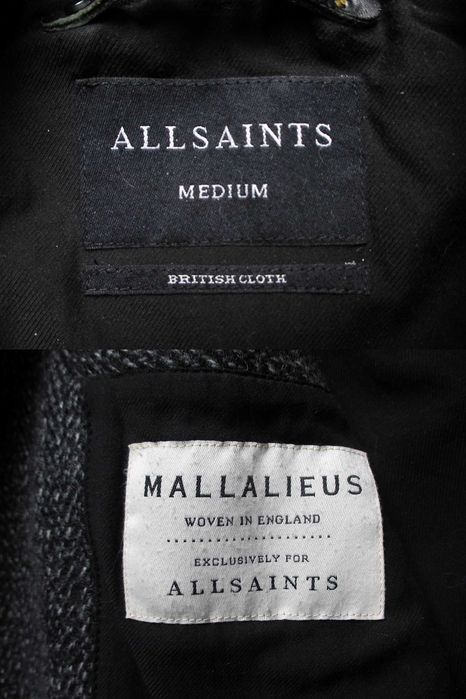 ALLSAINTS
MEDIUM
BRITISH CLOTH
MALLALIEUS
WOVEN IN ENGLAND
EXCLUSIVELY FOR
ALLSAINTS